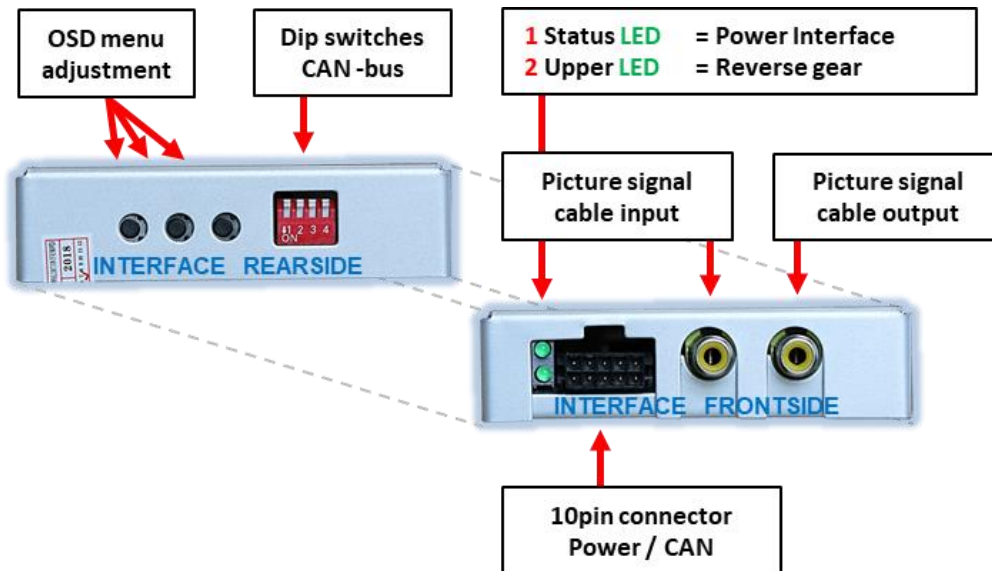 OSD menu
adjustment
Dip switches
CAN -bus
1 Status LED = Power Interface
2 Upper LED = Reverse gear
Picture signal
cable input
Picture signal
cable output
1 2 3 4
ON
2018
INTERFACE REARSIDE
INTERFACE FRONTSIDE
10pin connector
Power / CAN